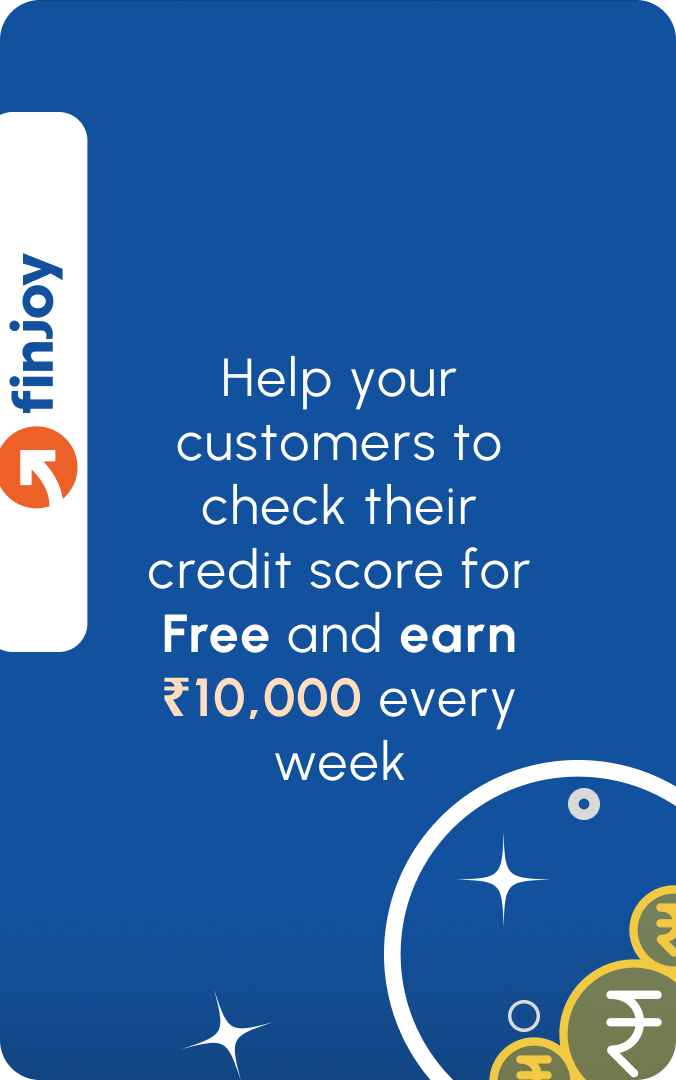 finjoy
Help your
customers to
check their
credit score for
Free and earn
₹10,000 every
week
₹
₹
₹